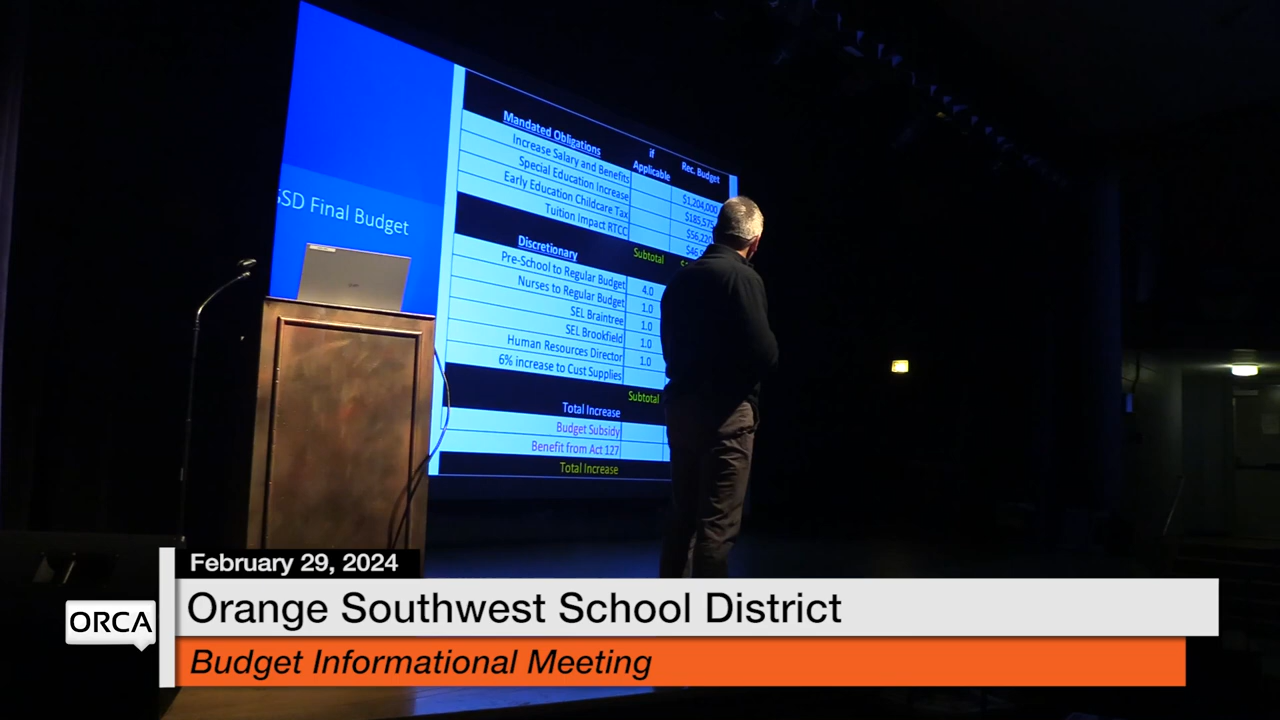 SSD Final Budget
Mandated Obligations
if Applicable
Rec. Budget
Increase Salary and Benefits
$1,204,000
Special Education Increase
Early Education Childcare Tax
Tuition Impact RTCC
Subtotal
Discretionary
Pre-School to Regular Budget 4.0
Nurses to Regular Budget 1.0
SEL Braintree 1.0
SEL Brookfield 1.0
Human Resources Director 1.0
6% increase to Cust Supplies
Subtotal
Total Increase
Budget Subsidy
Benefit from Act 127
Total Increase
February 29, 2024
ORCA
Orange Southwest School District
Budget Informational Meeting